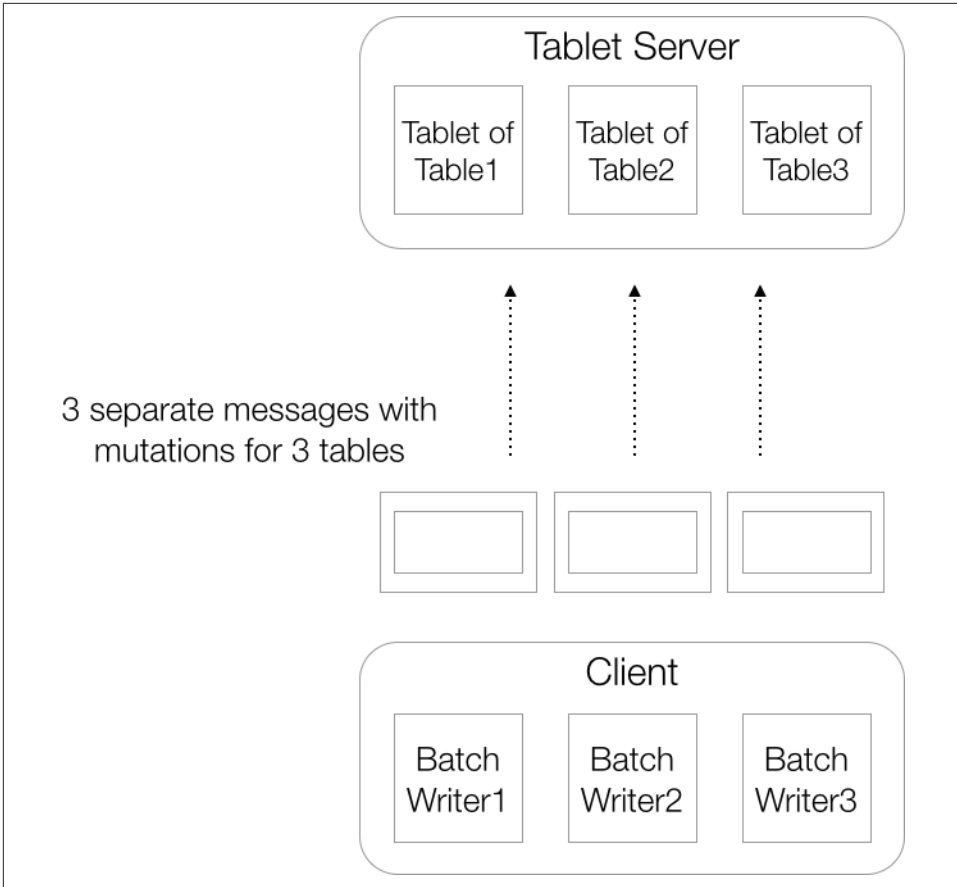 Tablet Server
Tablet of
Table1
Tablet of
Table2
Tablet of
Table3
3 separate messages with
mutations for 3 tables
Client
Batch
Writer1
Batch
Writer2
Batch
Writer3